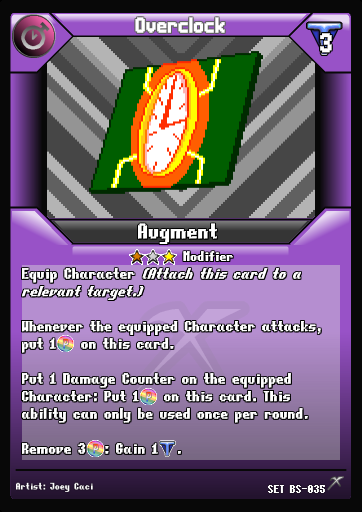 Overclock
3
Augment
Modifier
Equip Character (Attach this card to a
relevant target.)
Whenever the equipped Character attacks,
put 1 on this card.
Put 1 Damage Counter on the equipped
Character: Put 1 on this card. This
ability can only be used once per round.
Remove 3: Gain 1.
Artist: Joey Caci
SET BS-035